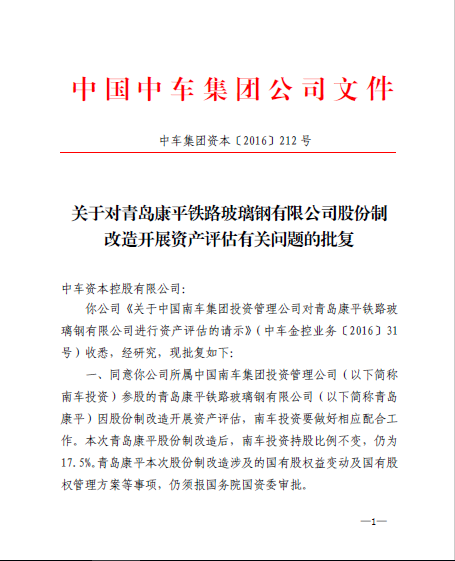 中国中车集团公司文件
中车集团资本〔2016〕212 号
关于对青岛康平铁路玻璃钢有限公司股份制
改造开展资产评估有关问题的批复
中车资本控股有限公司：
你公司《关于中国南车集团投资管理公司对青岛康平铁路玻
璃钢有限公司进行资产评估的请示》（中车金控业务〔2016〕31
号）收悉，经研究，现批复如下：
一、同意你公司所属中国南车集团投资管理公司（以下简称
南车投资）参股的青岛康平铁路玻璃钢有限公司（以下简称青岛
康平）因股份制改造开展资产评估，南车投资要做好相应配合工
作。本次青岛康平股份制改造后，南车投资持股比例不变，仍为
17.5%。青岛康平本次股份制改造涉及的国有股权益变动及国有股
权管理方案等事项，仍须报国务院国资委审批。
—1—